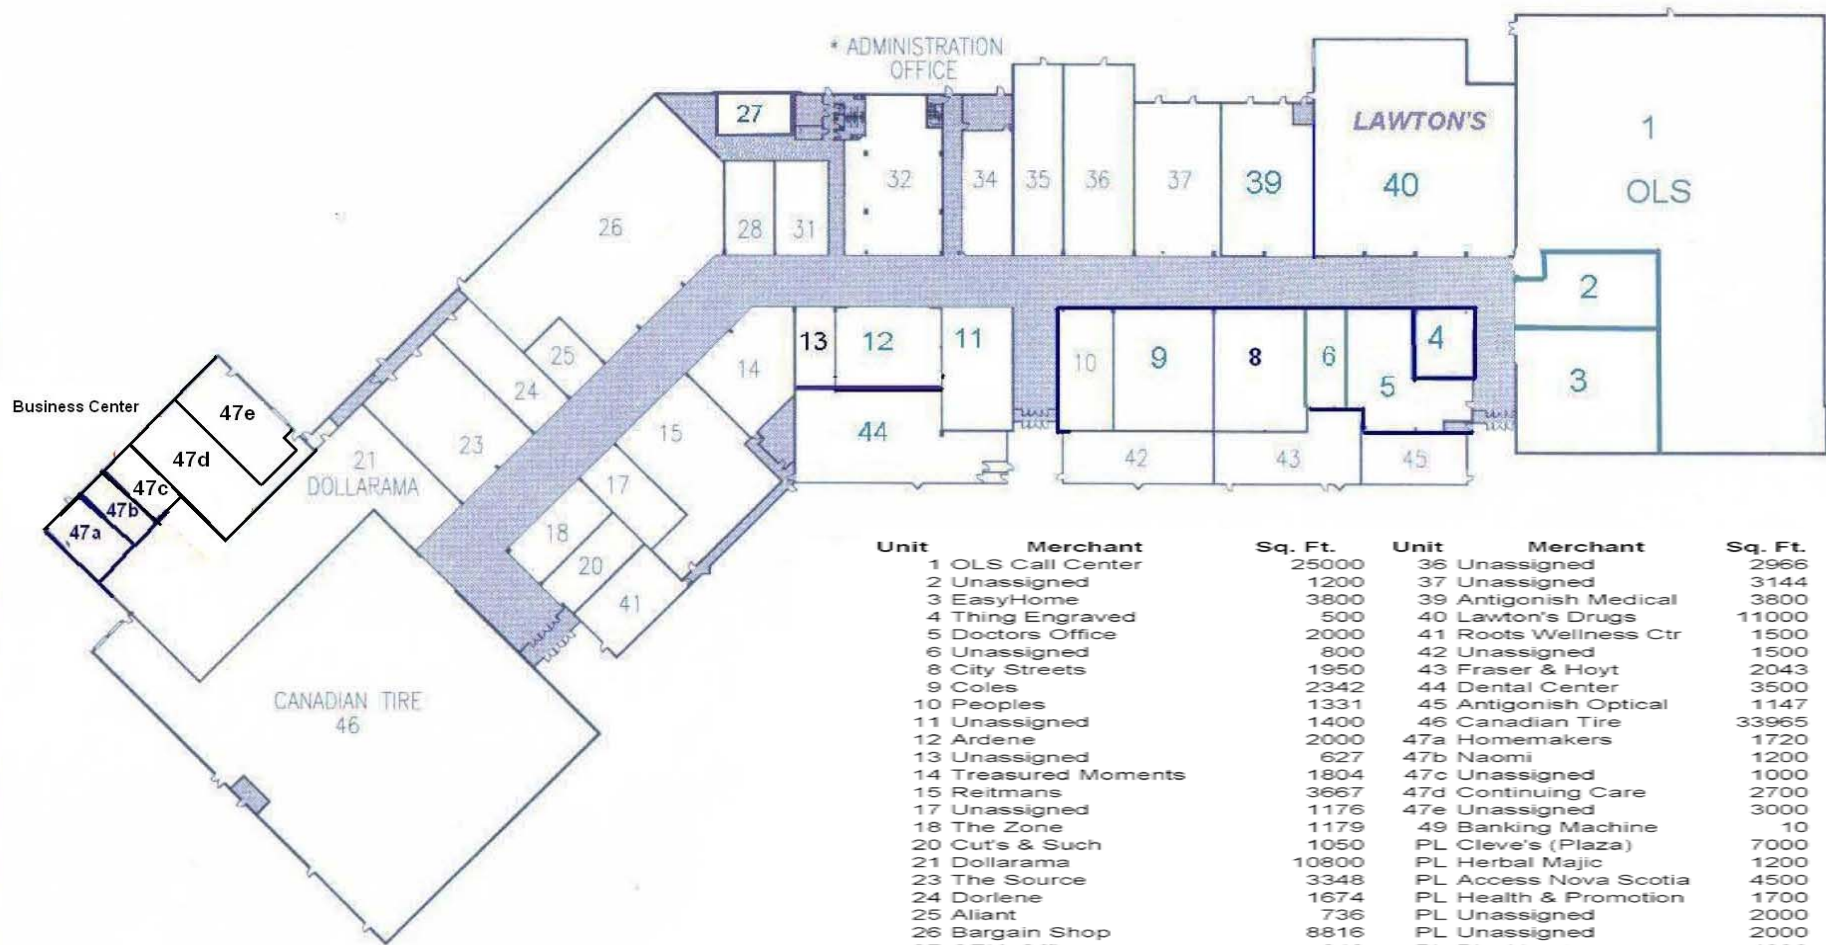 * ADMINISTRATION
OFFICE
27
LAWTON'S
1
OLS
32
34
35
36
37
39
40
26
28
31
2
3
13
12
11
10
9
8
6
4
5
25
24
14
Business Center
47e
47d
47c
47b
47a
23
15
44
42
43
45
21
DOLLARAMA
17
18
20
41
CANADIAN TIRE
46
Unit Merchant Sq. Ft. Unit Merchant Sq. Ft.
1 OLS Call Center 25000 36 Unassigned 2966
2 Unassigned 1200 37 Unassigned 3144
3 EasyHome 3800 39 Antigonish Medical 3800
4 Thing Engraved 500 40 Lawton's Drugs 11000
5 Doctors Office 2000 41 Roots Wellness Ctr 1500
6 Unassigned 800 42 Unassigned 1500
8 City Streets 1950 43 Fraser & Hoyt 2043
9 Coles 2342 44 Dental Center 3500
10 Peoples 1331 45 Antigonish Optical 1147
11 Unassigned 1400 46 Canadian Tire 33965
12 Ardene 2000 47a Homemakers 1720
13 Unassigned 627 47b Naomi 1200
14 Treasured Moments 1804 47c Unassigned 1000
15 Reitmans 3667 47d Continuing Care 2700
17 Unassigned 1176 47e Unassigned 3000
18 The Zone 1179 49 Banking Machine 10
20 Cut's & Such 1050 PL Cleve's (Plaza) 7000
21 Dollarama 10800 PL Herbal Majic 1200
23 The Source 3348 PL Access Nova Scotia 4500
24 Dorlene 1674 PL Health & Promotion 1700
25 Aliant 736 PL Unassigned 2000
26 Bargain Shop 8816 PL Unassigned 2000